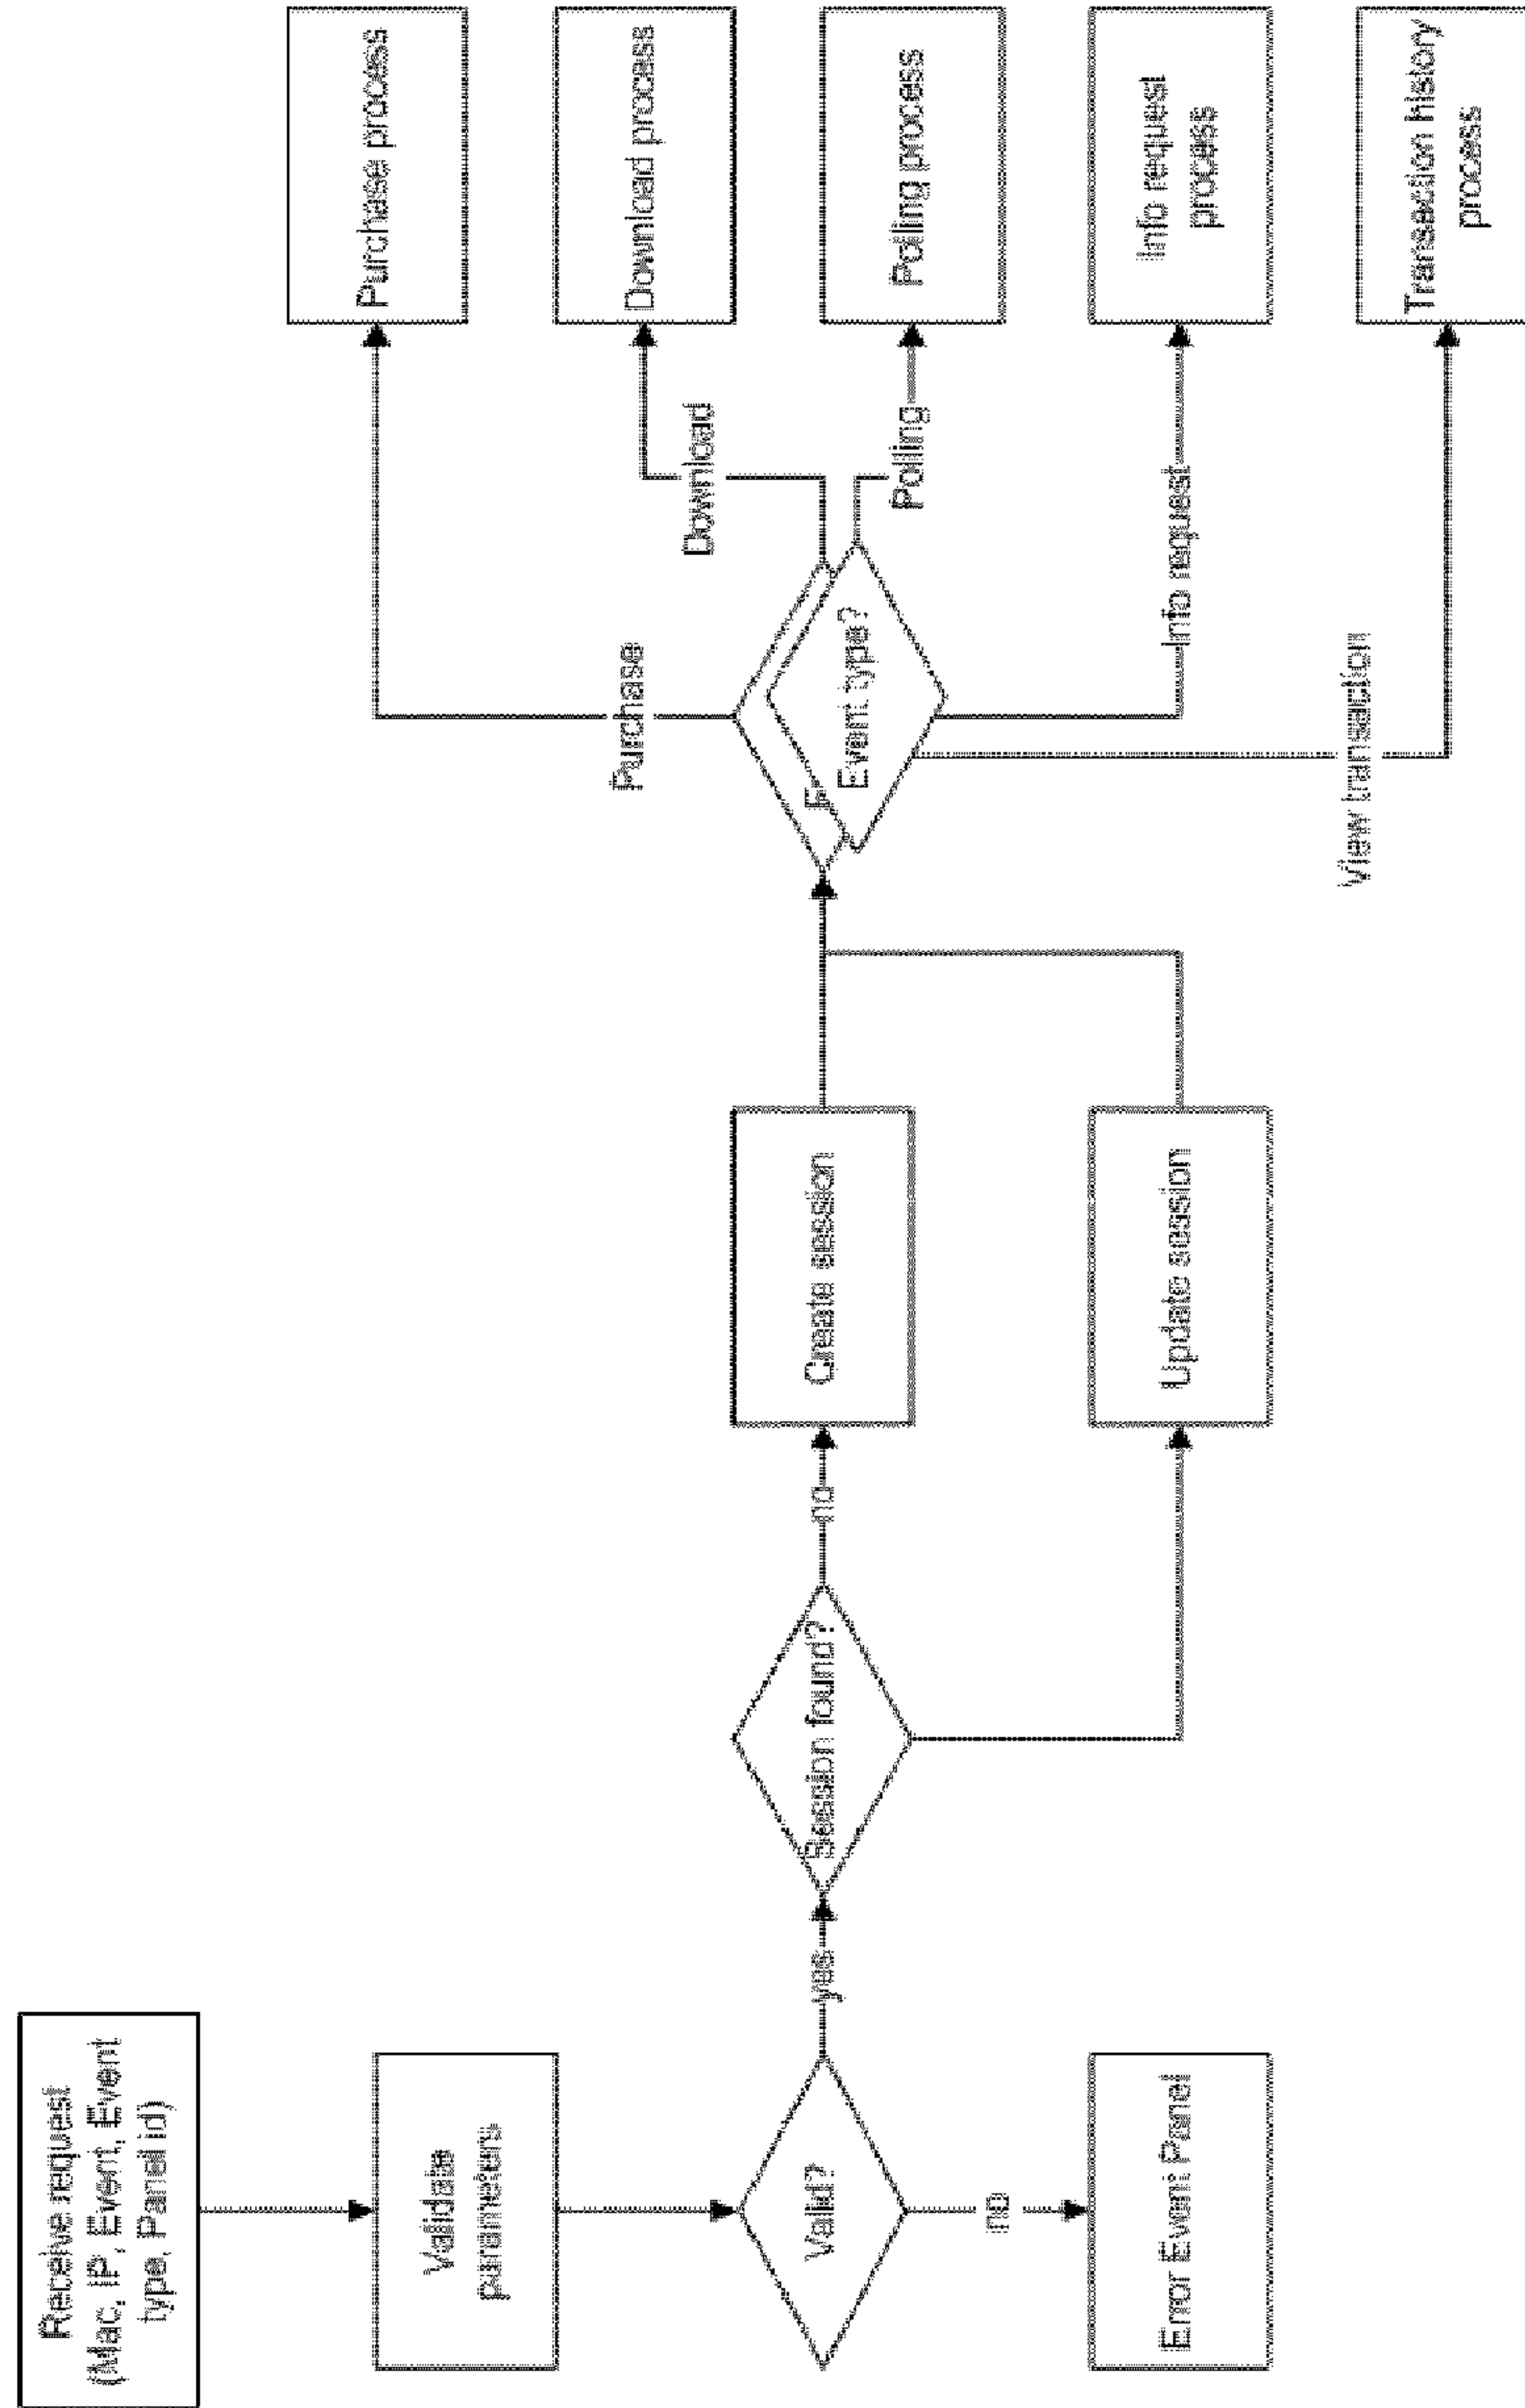 Receive request
(Mac, IP, Event, Event
type, Panel id)
Validate
parameters
Valid?
yes
no
Error Event Panel
Session found?
no
Create session
Update session
E
Event type?
Purchase
Download
Polling
Info request
View transaction
Purchase process
Download process
Polling process
Info request
process
Transection history
process